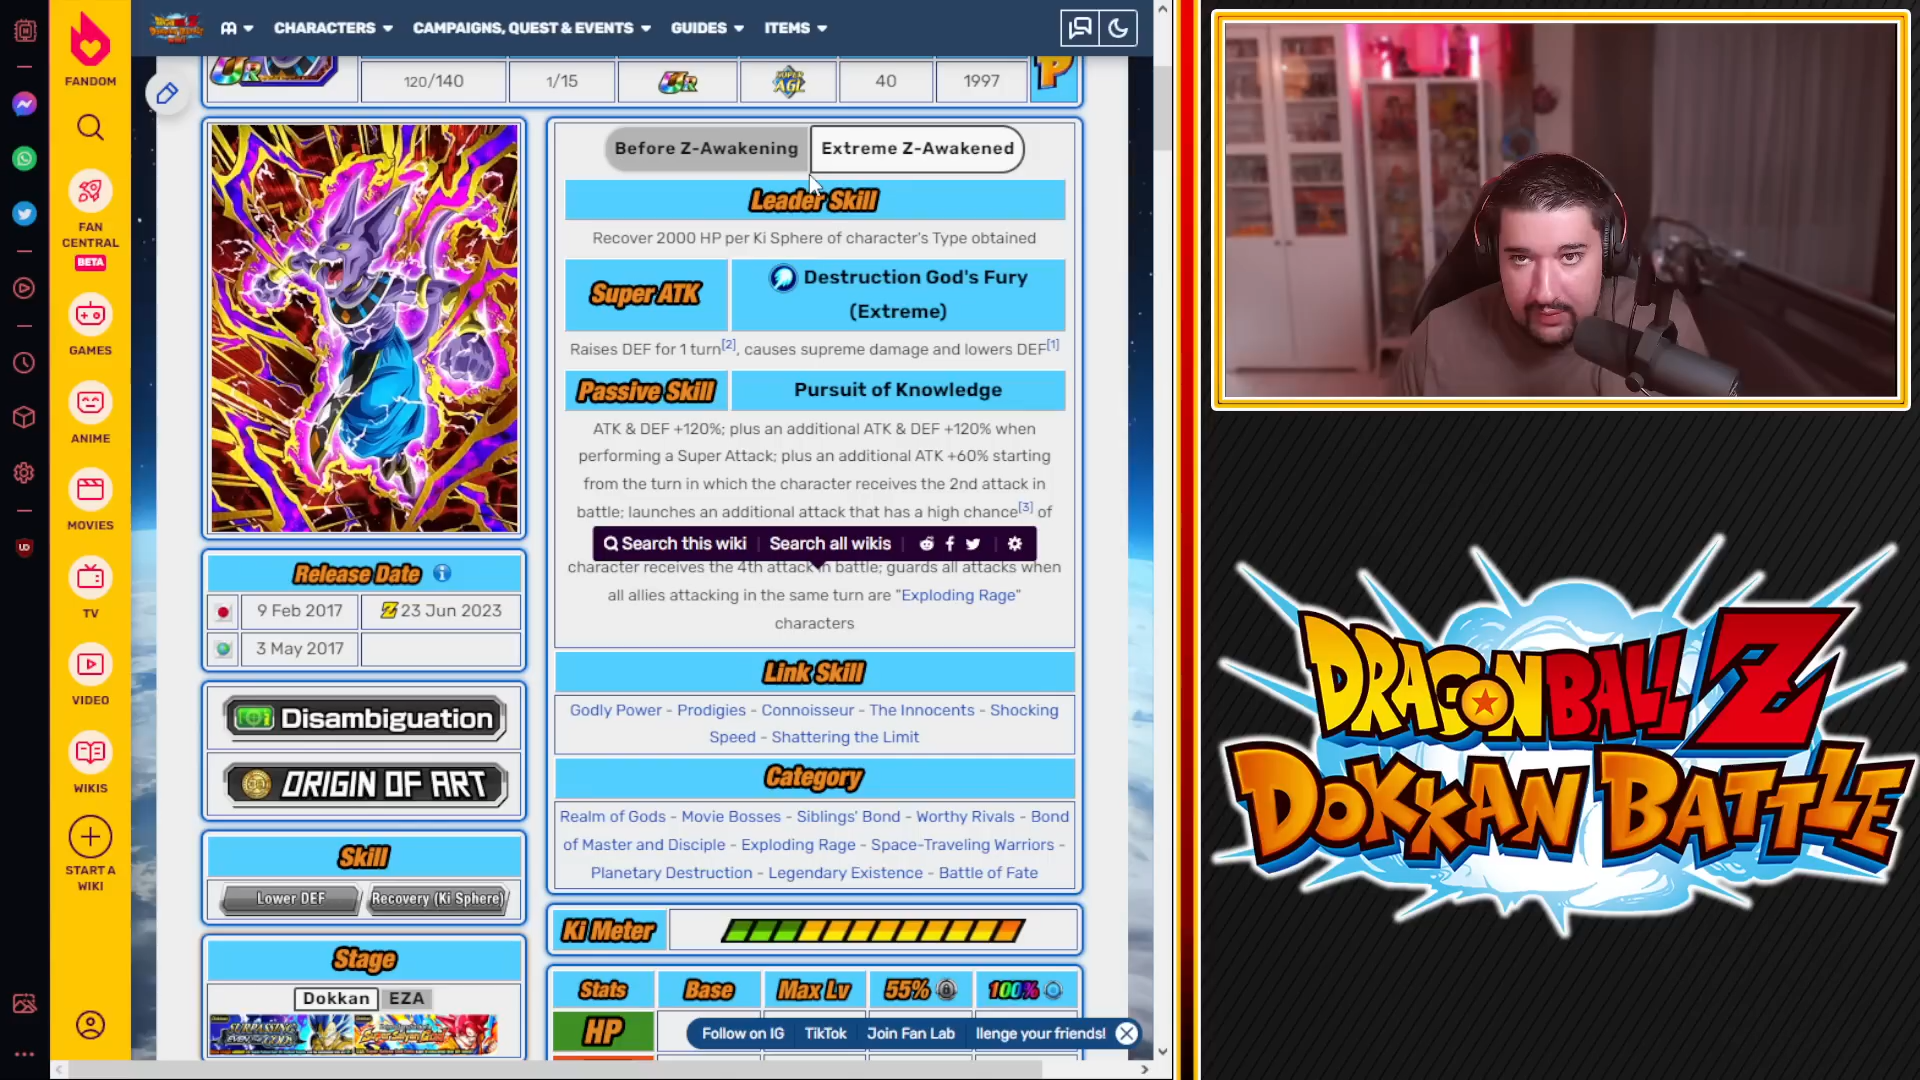 CHARACTERS
CAMPAIGNS, QUEST & EVENTS
GUIDES
ITEMS
FANDOM
FAN
CENTRAL
BETA
GAMES
ANIME
MOVIES
TV
VIDEO
WIKIS
START A
WIKI
UR
120/140
1/15
UR
SUPER AGL
40
1997
Before Z-Awakening
Extreme Z-Awakened
Leader Skill
Recover 2000 HP per Ki Sphere of character's Type obtained
Super ATK
Destruction God's Fury
(Extreme)
Raises DEF for 1 turn[2], causes supreme damage and lowers DEF[1]
Passive Skill
Pursuit of Knowledge
ATK & DEF +120%; plus an additional ATK & DEF +120% when
performing a Super Attack; plus an additional ATK +60% starting
from the turn in which the character receives the 2nd attack in
battle; launches an additional attack that has a high chance[3] of
Search this wiki
Search all wikis
character receives the 4th attack in battle; guards all attacks when
all allies attacking in the same turn are "Exploding Rage"
characters
Link Skill
Godly Power - Prodigies - Connoisseur - The Innocents - Shocking
Speed - Shattering the Limit
Category
Realm of Gods - Movie Bosses - Siblings' Bond - Worthy Rivals - Bond
of Master and Disciple - Exploding Rage - Space-Traveling Warriors -
Planetary Destruction - Legendary Existence - Battle of Fate
Ki Meter
Stats
Base
Max Lv
55%
100%
HP
Follow on IG
TikTok
Join Fan Lab
llenge your friends!
Release Date
9 Feb 2017
Z 23 Jun 2023
3 May 2017
Disambiguation
ORIGIN OF ART
Skill
Lower DEF
Recovery (Ki Sphere)
Stage
Dokkan
EZA
DRAGON BALL Z
DOKKAN BATTLE